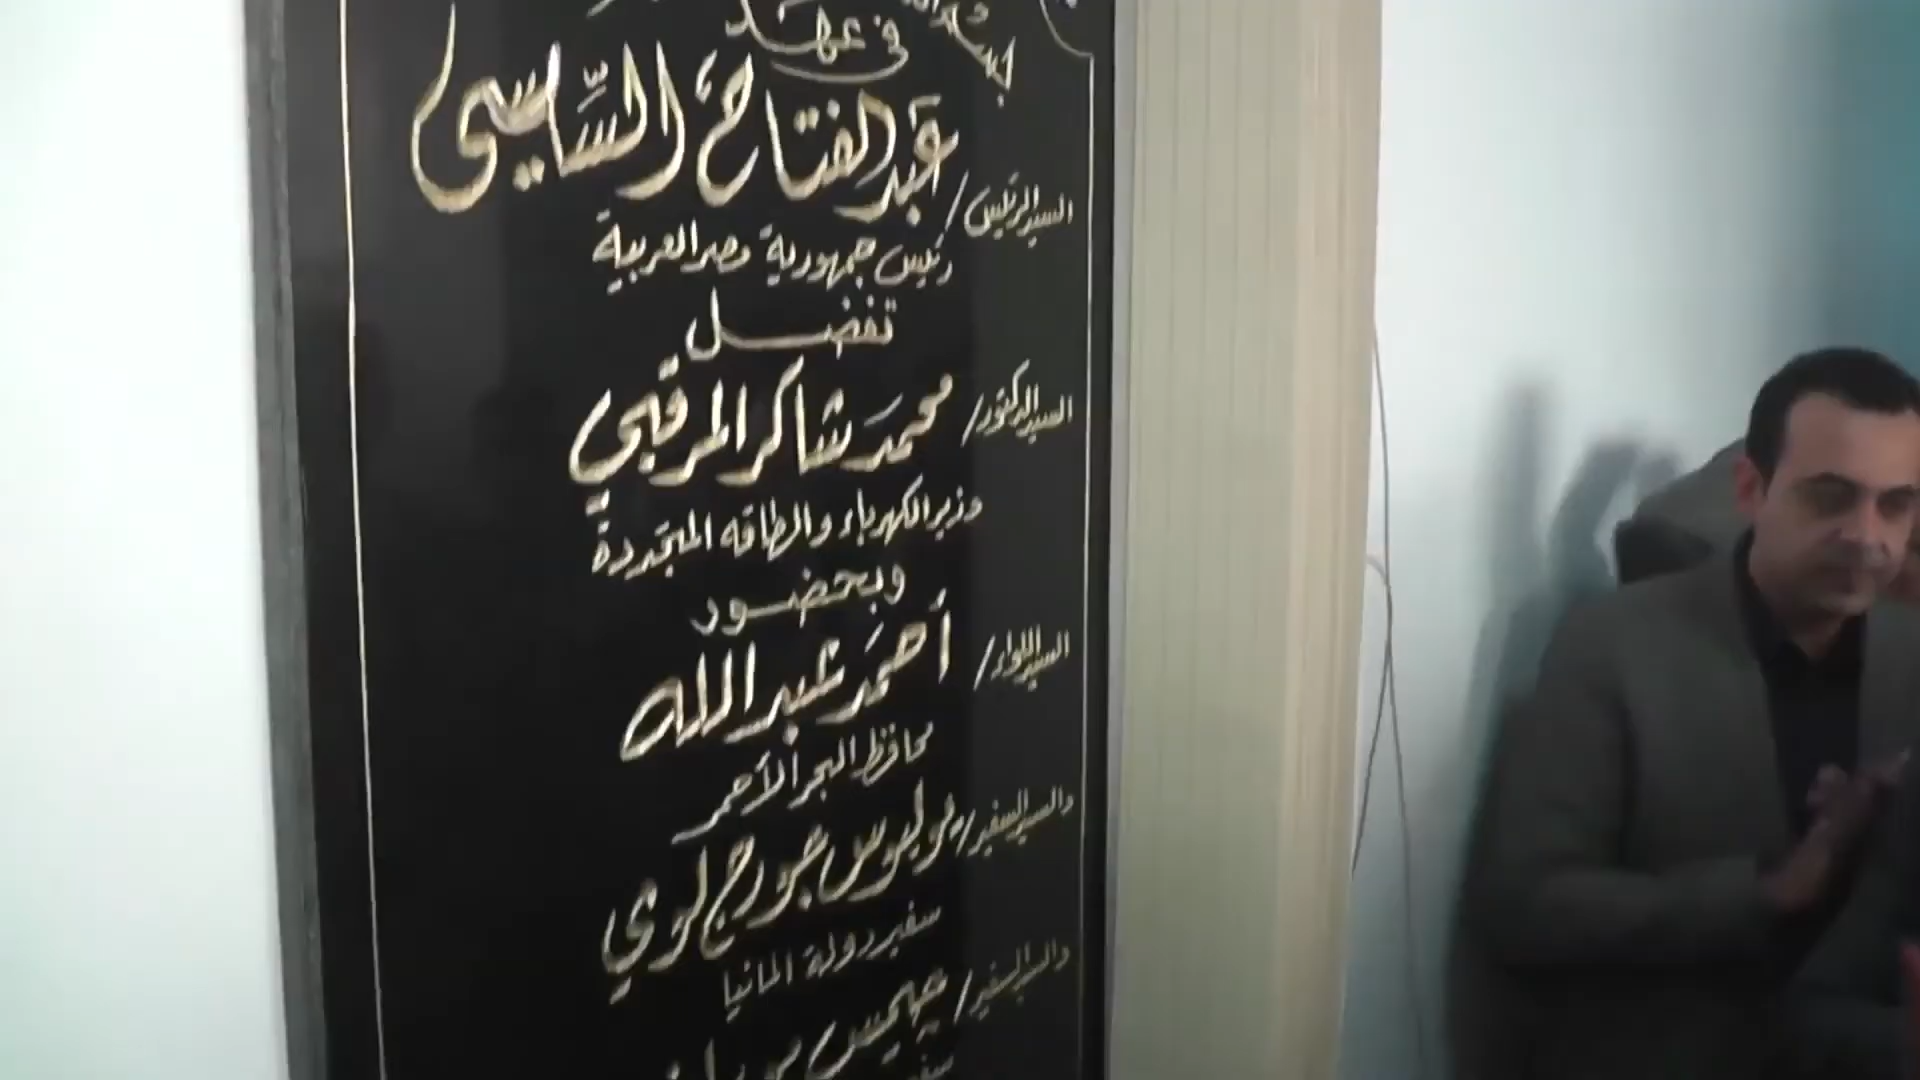 في عهد
السيد الرئيس / عبد الفتاح السيسي
رئيس جمهورية مصر العربية
تفضل
السيد الدكتور / محمد شاكر المرقبي
وزير الكهرباء والطاقه المتجددة
وبحضور
السيد اللواء / أحمد عبد الله
محافظ البحر الأحمر
والسيد السفير / يوليوس جورج لوي
سفير دولة المانيا
والسيد السفير / جيمس